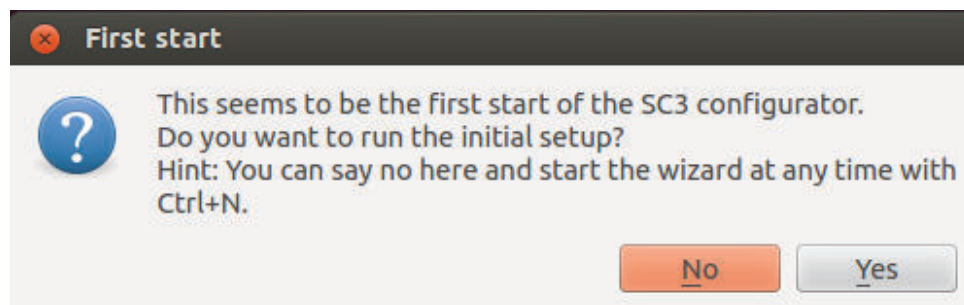 First start
This seems to be the first start of the SC3 configurator.
Do you want to run the initial setup?
Hint: You can say no here and start the wizard at any time with
Ctrl+N.
No Yes